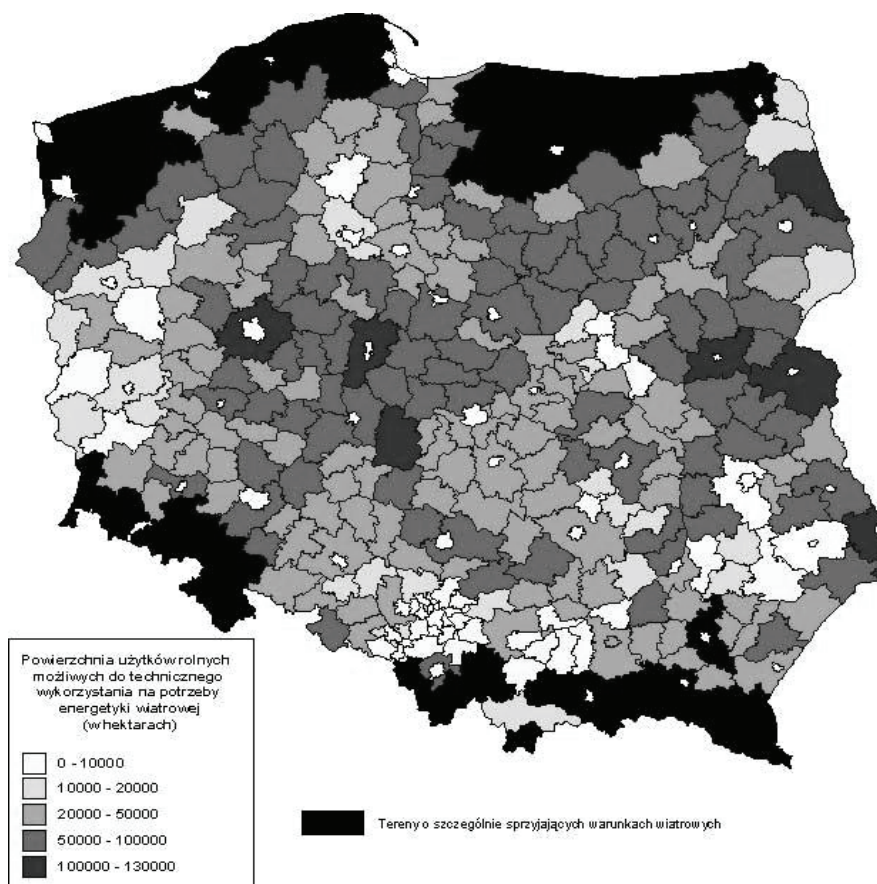 Powierzchnia użytków rolnych
możliwych do technicznego
wykorzystania na potrzeby
energetyki wiatrowej
(w hektarach)
0 - 10000
10000 - 20000
20000 - 50000
50000 - 100000
100000 - 130000
Tereny o szczególnie sprzyjających warunkach wiatrowych